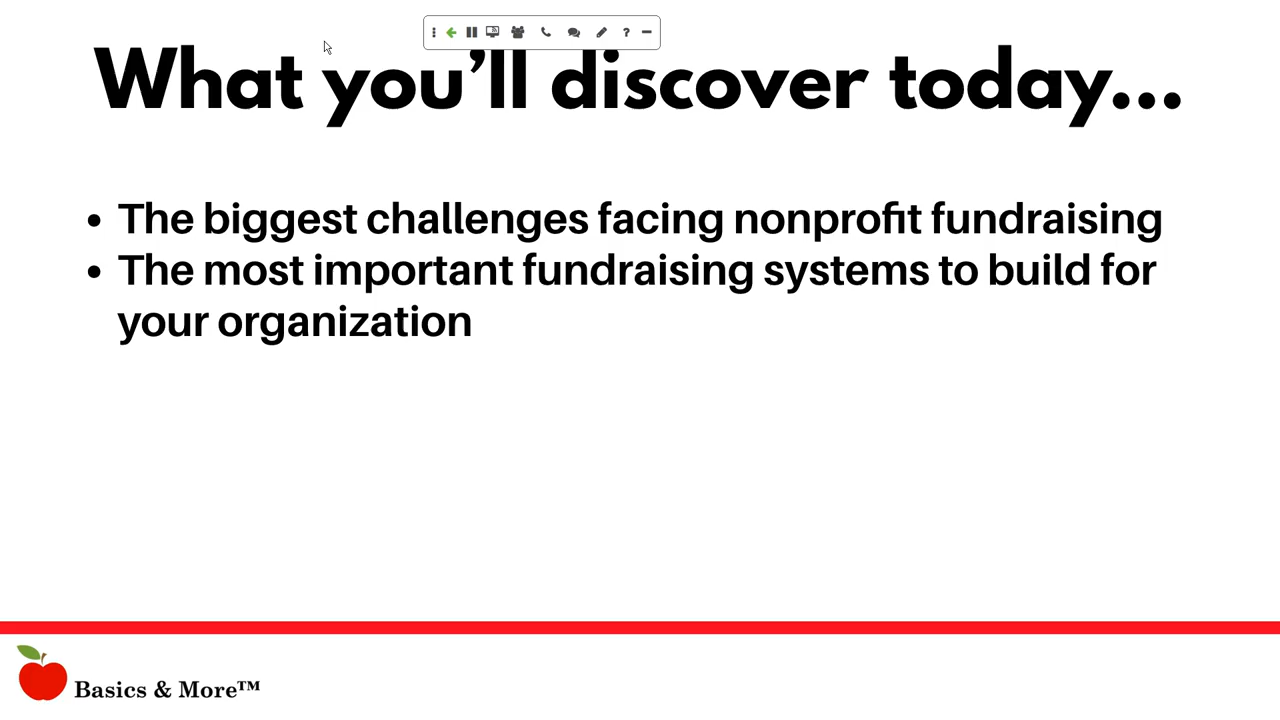 What you’ll discover today...
• The biggest challenges facing nonprofit fundraising
• The most important fundraising systems to build for
your organization
Basics & More™